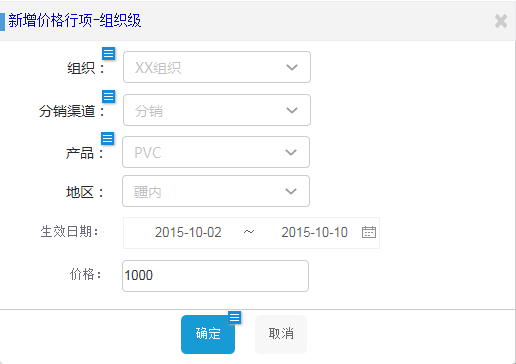 新增价格行项-组织级
组织： XX组织
分销渠道： 分销
产品： PVC
地区： 疆内
生效日期： 2015-10-02 ~ 2015-10-10
价格： 1000
确定 取消